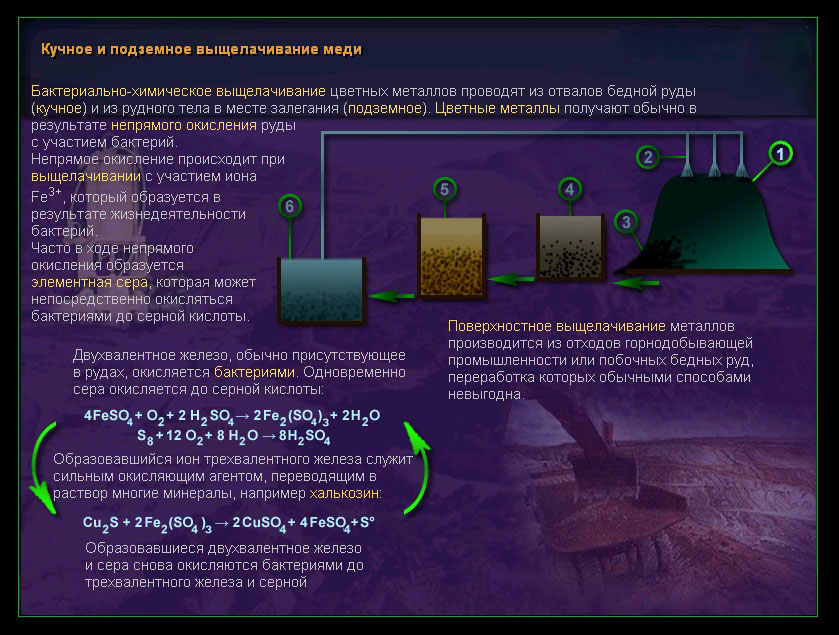 Кучное и подземное выщелачивание меди
Бактериально-химическое выщелачивание цветных металлов проводят из отвалов бедной руды
(кучное) и из рудного тела в месте залегания (подземное). Цветные металлы получают обычно в
результате непрямого окисления руды
с участием бактерий.
Непрямое окисление происходит при
выщелачивании с участием иона
Fe³⁺, который образуется в
результате жизнедеятельности
бактерий.
Часто в ходе непрямого
окисления образуется
элементная сера, которая может
непосредственно окисляться
бактериями до серной кислоты.
1
2
3
4
5
6
Поверхностное выщелачивание металлов
производится из отходов горнодобывающей
промышленности или побочных бедных руд,
переработка которых обычными способами
невыгодна.
Двухвалентное железо, обычно присутствующее
в рудах, окисляется бактериями. Одновременно
сера окисляется до серной кислоты:
4FeSO₄ + O₂ + 2 H₂SO₄ → 2Fe₂(SO₄)₃ + 2H₂O
S₈ + 12 O₂ + 8 H₂O → 8H₂SO₄
Образовавшийся ион трехвалентного железа служит
сильным окисляющим агентом, переводящим в
раствор многие минералы, например халькозин:
Cu₂S + 2Fe₂(SO₄)₃ → 2CuSO₄ + 4FeSO₄ + S°
Образовавшиеся двухвалентное железо
и сера снова окисляются бактериями до
трехвалентного железа и серной